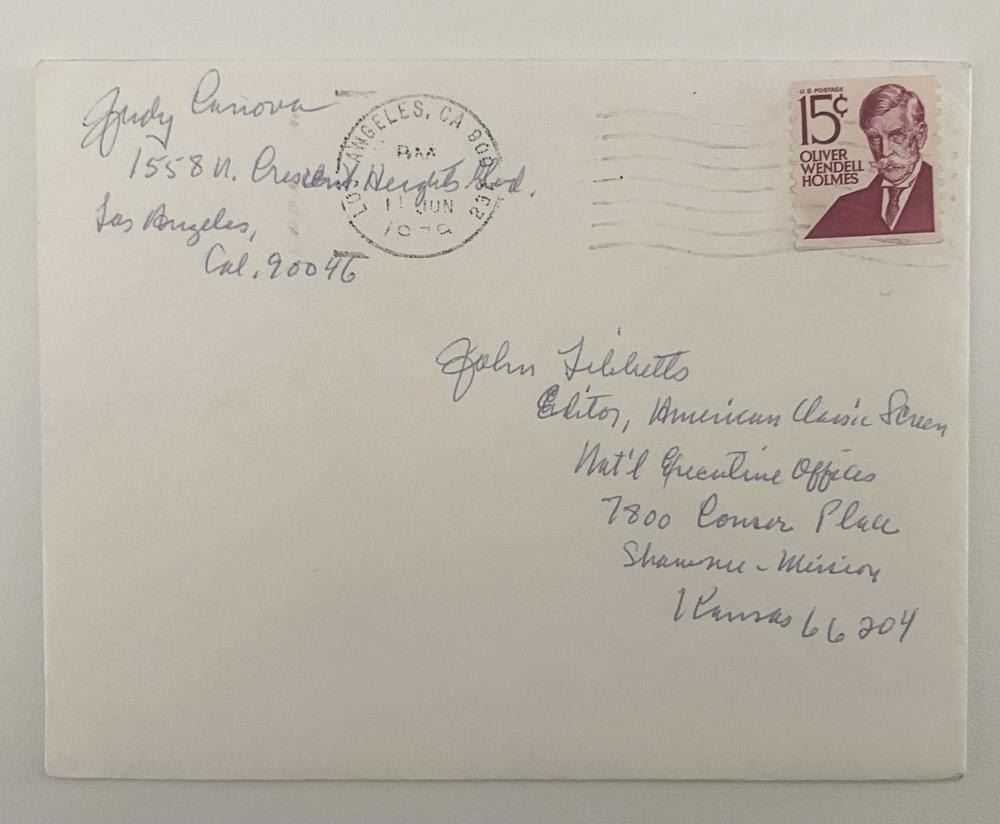 Judy Canova
1558 N. Crescent Heights Blvd.
Los Angeles,
Cal. 90046
LOS ANGELES, CA 900
PM
11 JUN
U.S. POSTAGE
15¢
OLIVER
WENDELL
HOLMES
John Tibbetts
Editor, American Classic Screen
Nat'l Executive Offices
7800 Conser Place
Shawnee-Mission
Kansas 66204